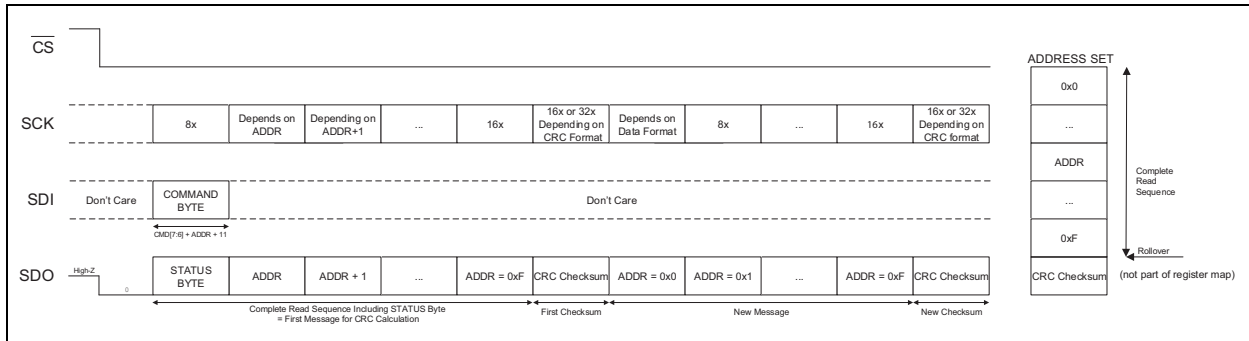 CS
ADDRESS SET
0x0
SCK
8x
Depends on
ADDR
Depending on
ADDR+1
...
16x
16x or 32x
Depending on
CRC Format
Depends on
Data Format
8x
...
16x
16x or 32x
Depending on
CRC format
...
ADDR
SDI
Don't Care
COMMAND
BYTE
Don't Care
Complete
Read
Sequence
...
CMD[7:6] + ADDR + 11
0xF
Rollover
SDO
High-Z
0
STATUS
BYTE
ADDR
ADDR + 1
...
ADDR = 0xF
CRC Checksum
ADDR = 0x0
ADDR = 0x1
...
ADDR = 0xF
CRC Checksum
CRC Checksum
(not part of register map)
Complete Read Sequence Including STATUS Byte
= First Message for CRC Calculation
First Checksum
New Message
New Checksum